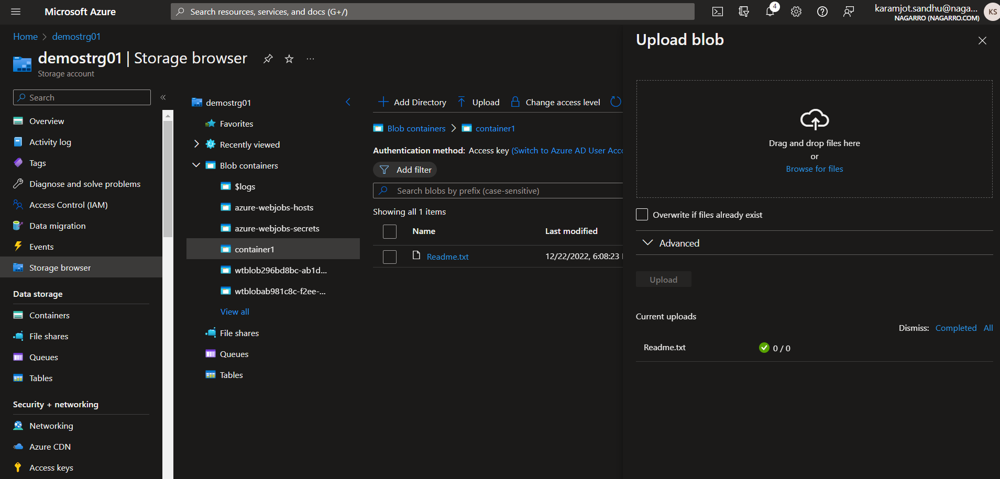 Microsoft Azure
Search resources, services, and docs (G+/)
4
karamjot.sandhu@naga...
NAGARRO (NAGARRO.COM)
KS
Home > demostrg01
demostrg01 | Storage browser
...
Storage account
Search
«
Overview
Activity log
Tags
Diagnose and solve problems
Access Control (IAM)
Data migration
Events
Storage browser
Data storage
Containers
File shares
Queues
Tables
Security + networking
Networking
Azure CDN
Access keys
demostrg01
Favorites
Recently viewed
Blob containers
$logs
azure-webjobs-hosts
azure-webjobs-secrets
container1
wtblob296bd8bc-ab1d...
wtblobab981c8c-f2ee-...
View all
File shares
Queues
Tables
Add Directory
Upload
Change access level
Blob containers > container1
Authentication method: Access key (Switch to Azure AD User Acco
Add filter
Search blobs by prefix (case-sensitive)
Showing all 1 items
Name Last modified
Readme.txt 12/22/2022, 6:08:23
Upload blob
Drag and drop files here
or
Browse for files
Overwrite if files already exist
Advanced
Upload
Current uploads
Dismiss: Completed All
Readme.txt 0 / 0